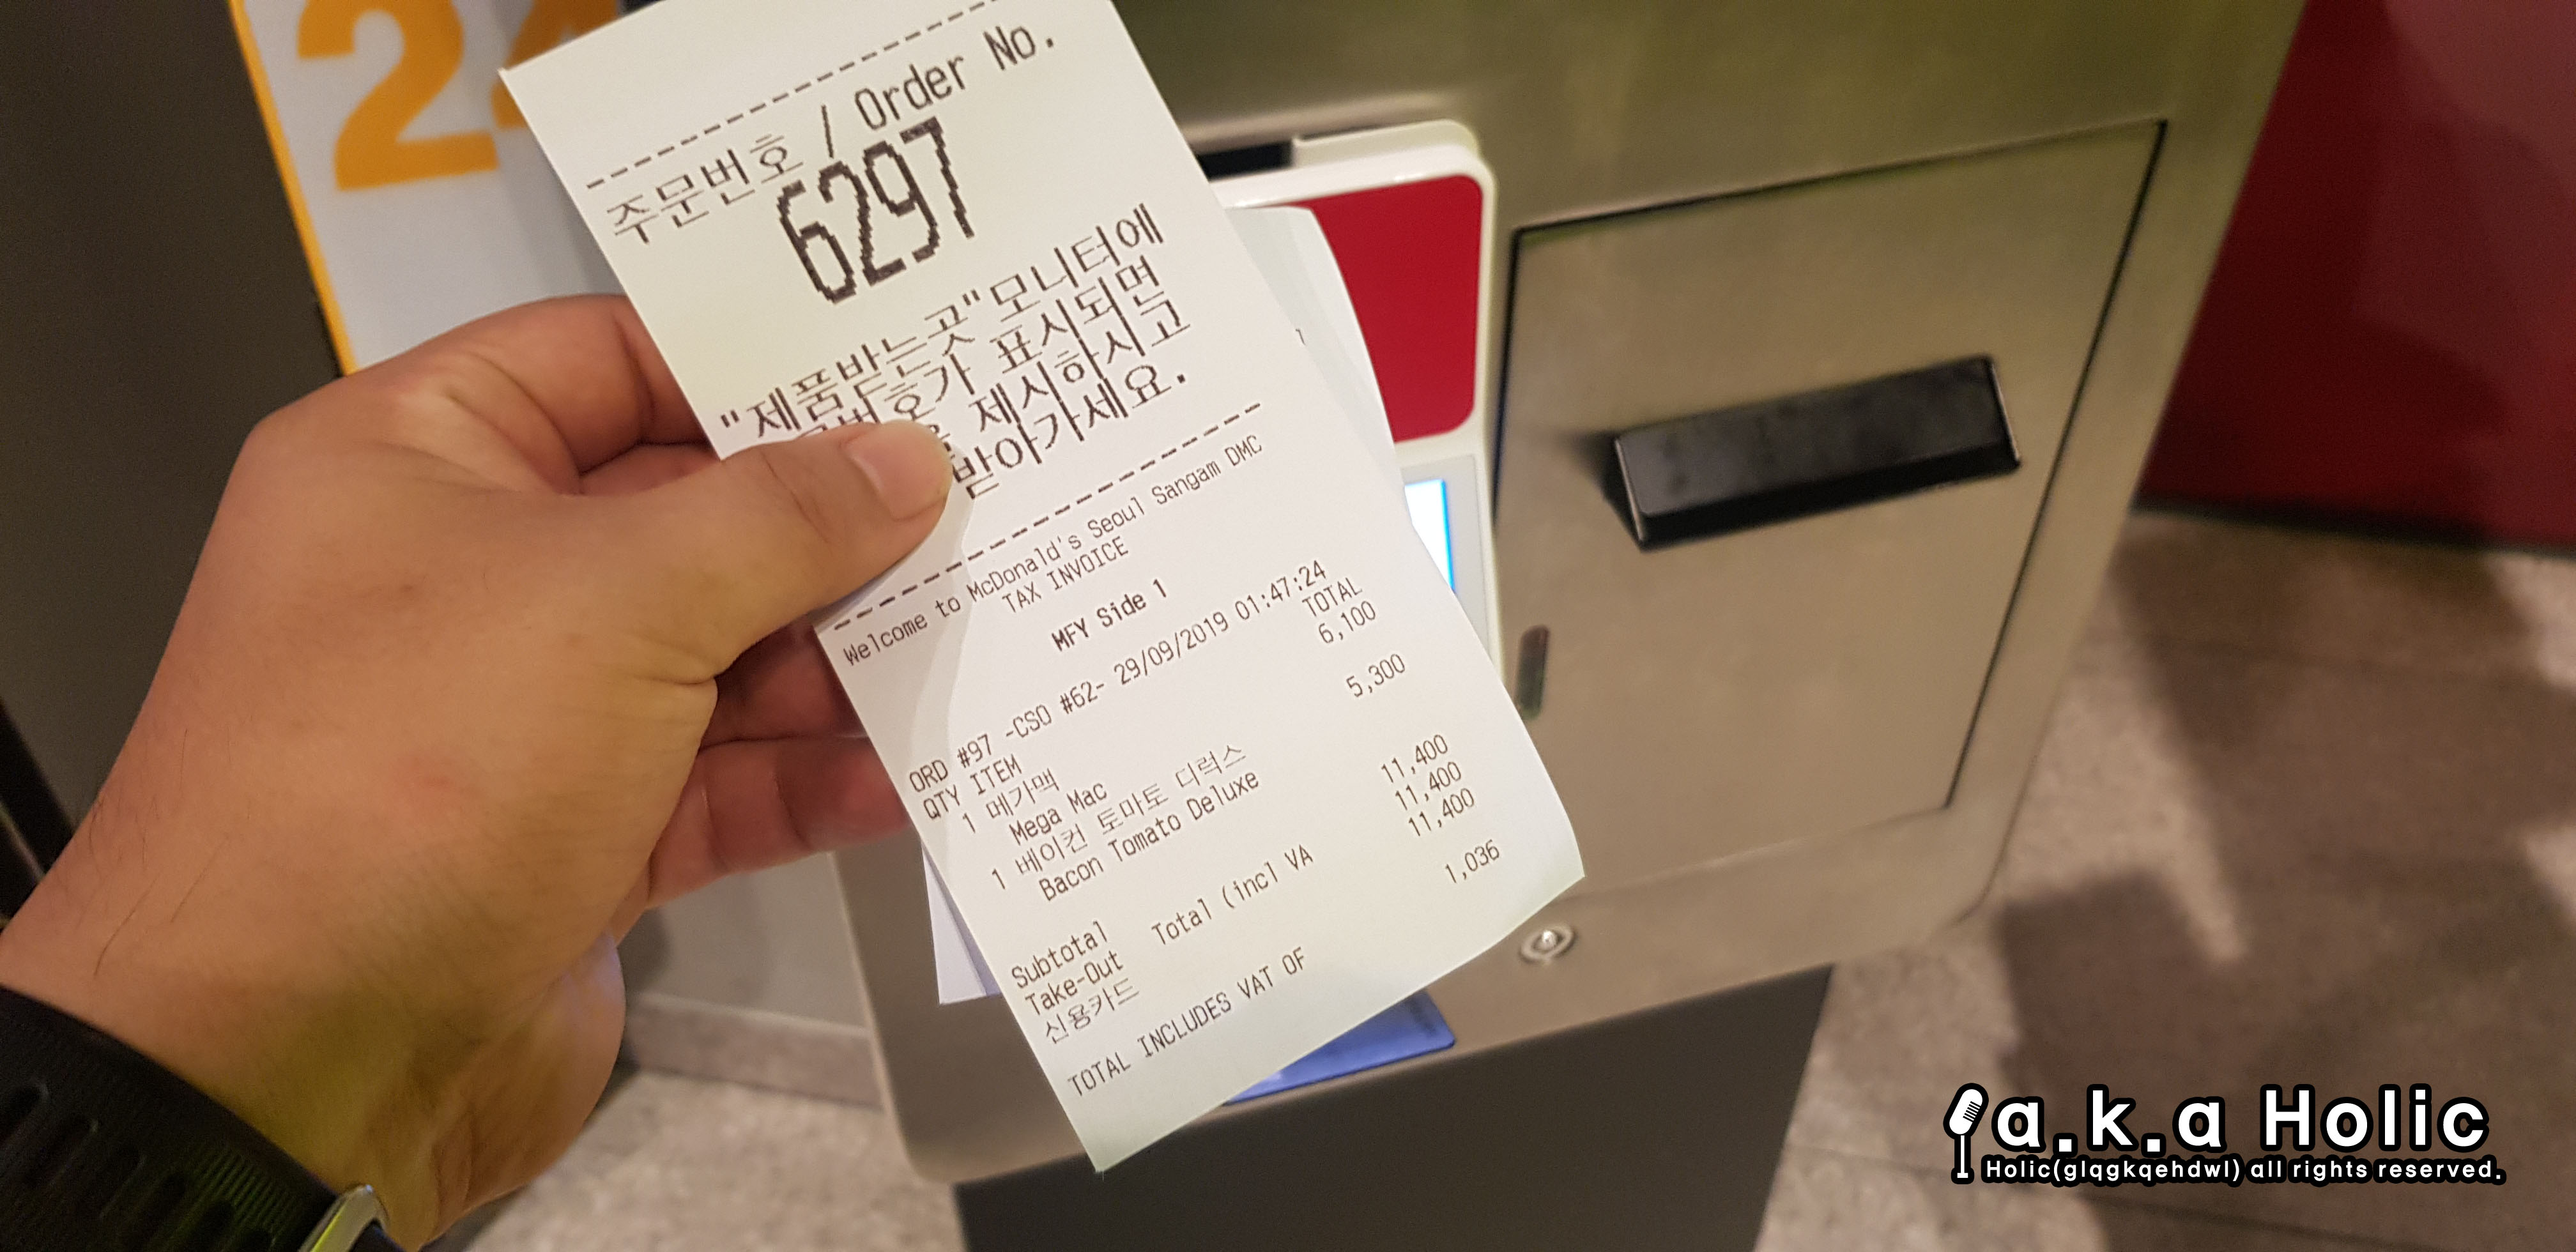 24
주문번호 / Order No.
6297
"제품받는곳"모니터에
호가 표시되면
제시하시고
받아가세요.
Welcome to McDonald's Seoul Sangam DMC
TAX INVOICE
MFY Side 1
ORD #97 -CSO #62- 29/09/2019 01:47:24
QTY ITEM TOTAL
1 메가맥 6,100
Mega Mac
1 베이컨 토마토 디럭스 5,300
Bacon Tomato Deluxe
Subtotal 11,400
Take-Out Total (incl VA 11,400
신용카드 11,400
TOTAL INCLUDES VAT OF 1,036
a.k.a Holic
Holic(glqgkqehdwl) all rights reserved.